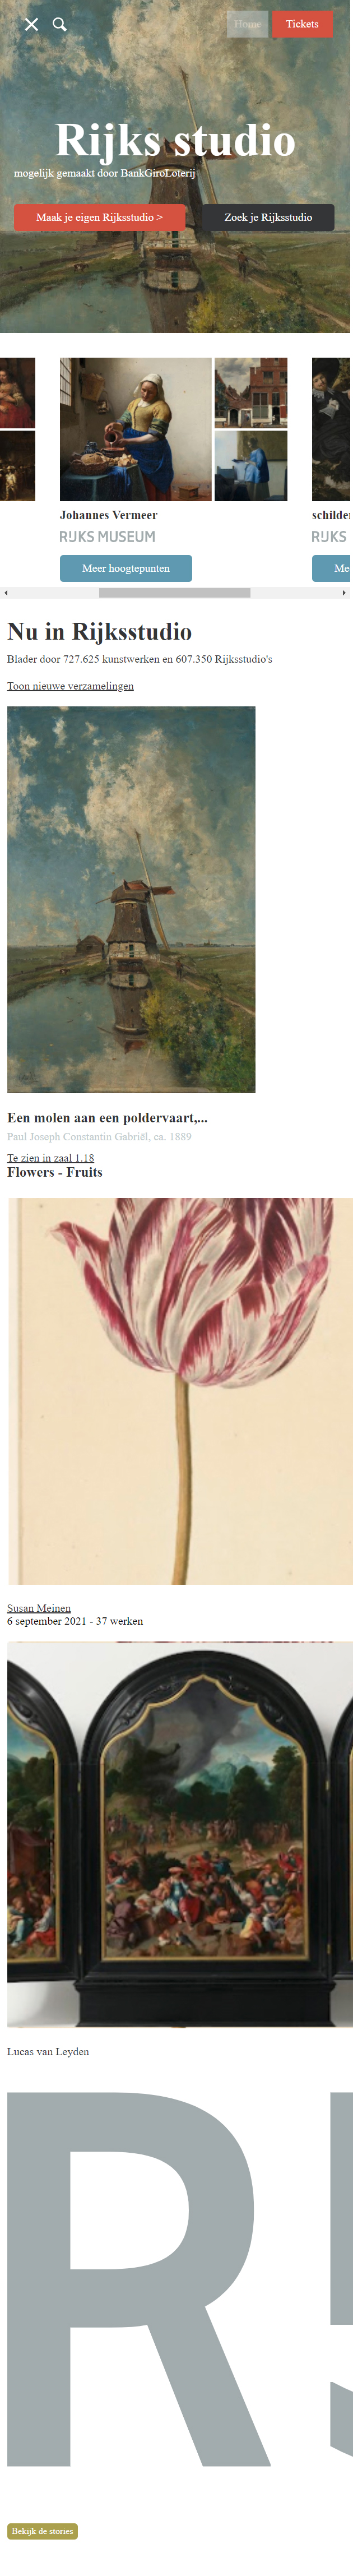 Home
Tickets
Rijks studio
mogelijk gemaakt door BankGiroLoterij
Maak je eigen Rijksstudio >
Zoek je Rijksstudio
Johannes Vermeer
RIJKS MUSEUM
Meer hoogtepunten
RIJKS
Nu in Rijksstudio
Blader door 727.625 kunstwerken en 607.350 Rijksstudio's
Toon nieuwe verzamelingen
Een molen aan een poldervaart,...
Paul Joseph Constantin Gabriël, ca. 1889
Te zien in zaal 1.18
Flowers - Fruits
Susan Meinen
6 september 2021 - 37 werken
Lucas van Leyden
R
Bekijk de stories